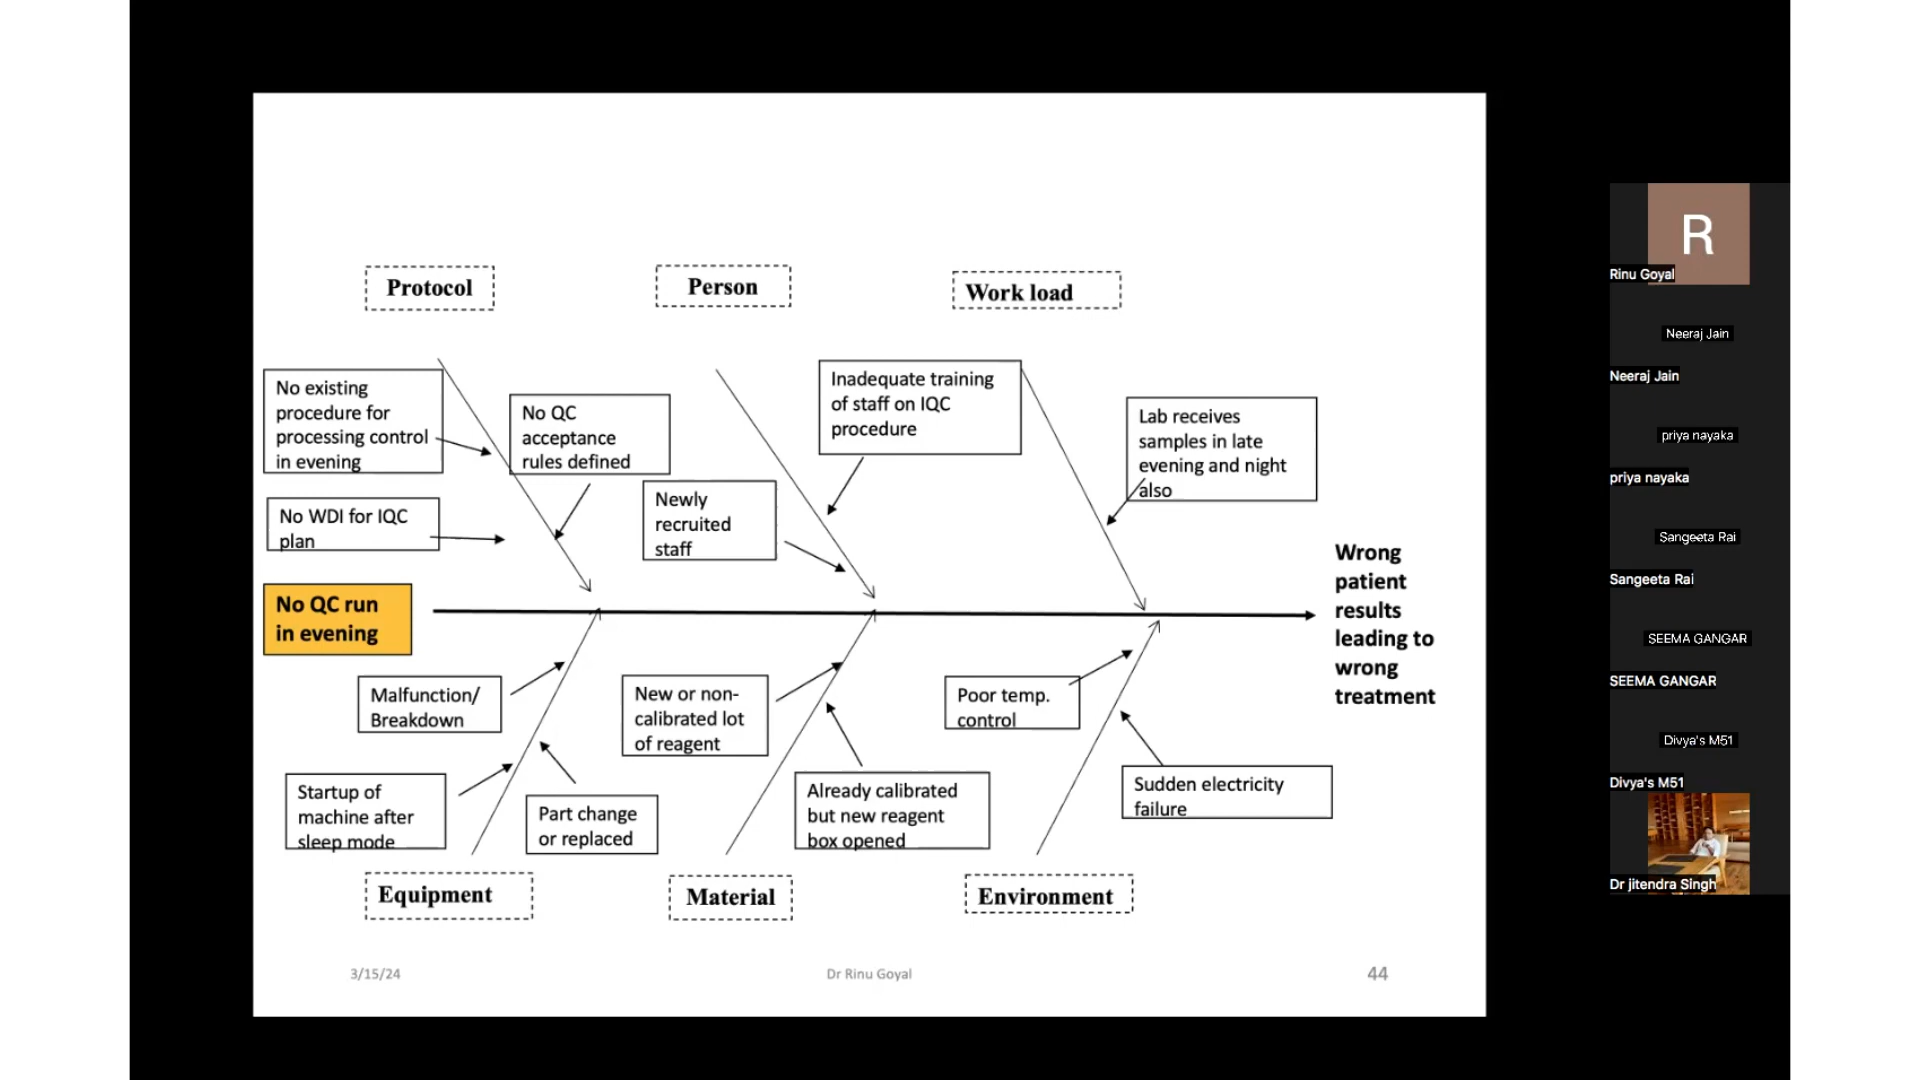 Protocol
Person
Work load
No existing
procedure for
processing control
in evening
No QC
acceptance
rules defined
Inadequate training
of staff on IQC
procedure
Lab receives
samples in late
evening and night
also
No WDI for IQC
plan
Newly
recruited
staff
No QC run
in evening
Wrong
patient
results
leading to
wrong
treatment
Malfunction/
Breakdown
New or non-
calibrated lot
of reagent
Poor temp.
control
Startup of
machine after
sleep mode
Part change
or replaced
Already calibrated
but new reagent
box opened
Sudden electricity
failure
Equipment
Material
Environment
3/15/24
Dr Rinu Goyal
44
R
Rinu Goyal
Neeraj Jain
Neeraj Jain
priya nayaka
priya nayaka
Sangeeta Rai
Sangeeta Rai
SEEMA GANGAR
SEEMA GANGAR
Divya's M51
Divya's M51
Dr jitendra Singh